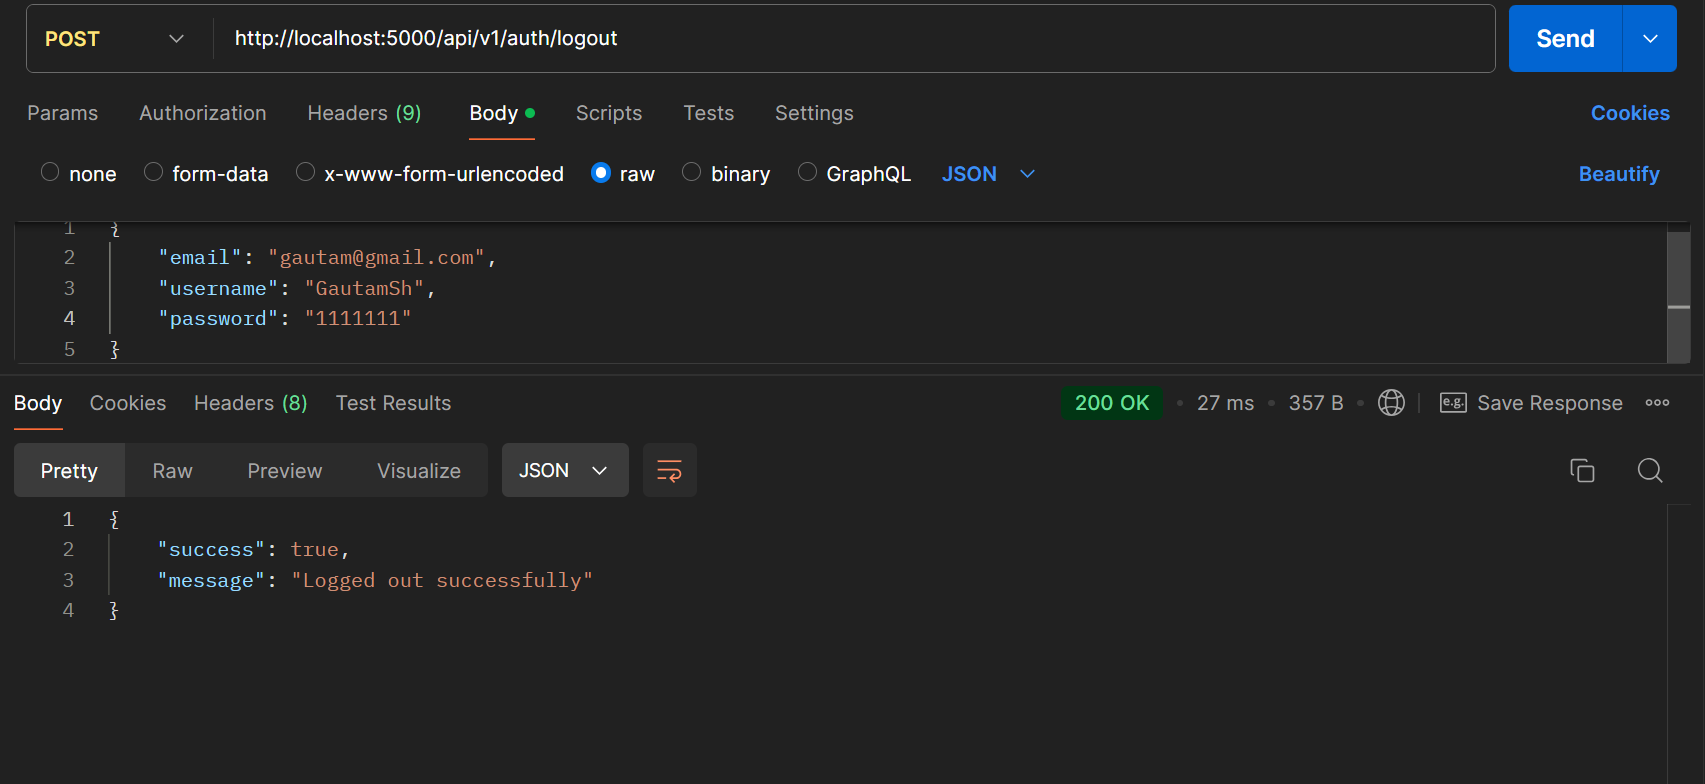 POST http://localhost:5000/api/v1/auth/logout Send
Params Authorization Headers (9) Body Scripts Tests Settings Cookies
none form-data x-www-form-urlencoded raw binary GraphQL JSON Beautify
1 {
2 "email": "gautam@gmail.com",
3 "username": "GautamSh",
4 "password": "1111111"
5 }
Body Cookies Headers (8) Test Results 200 OK • 27 ms • 357 B • e.g. Save Response
Pretty Raw Preview Visualize JSON
1 {
2 "success": true,
3 "message": "Logged out successfully"
4 }